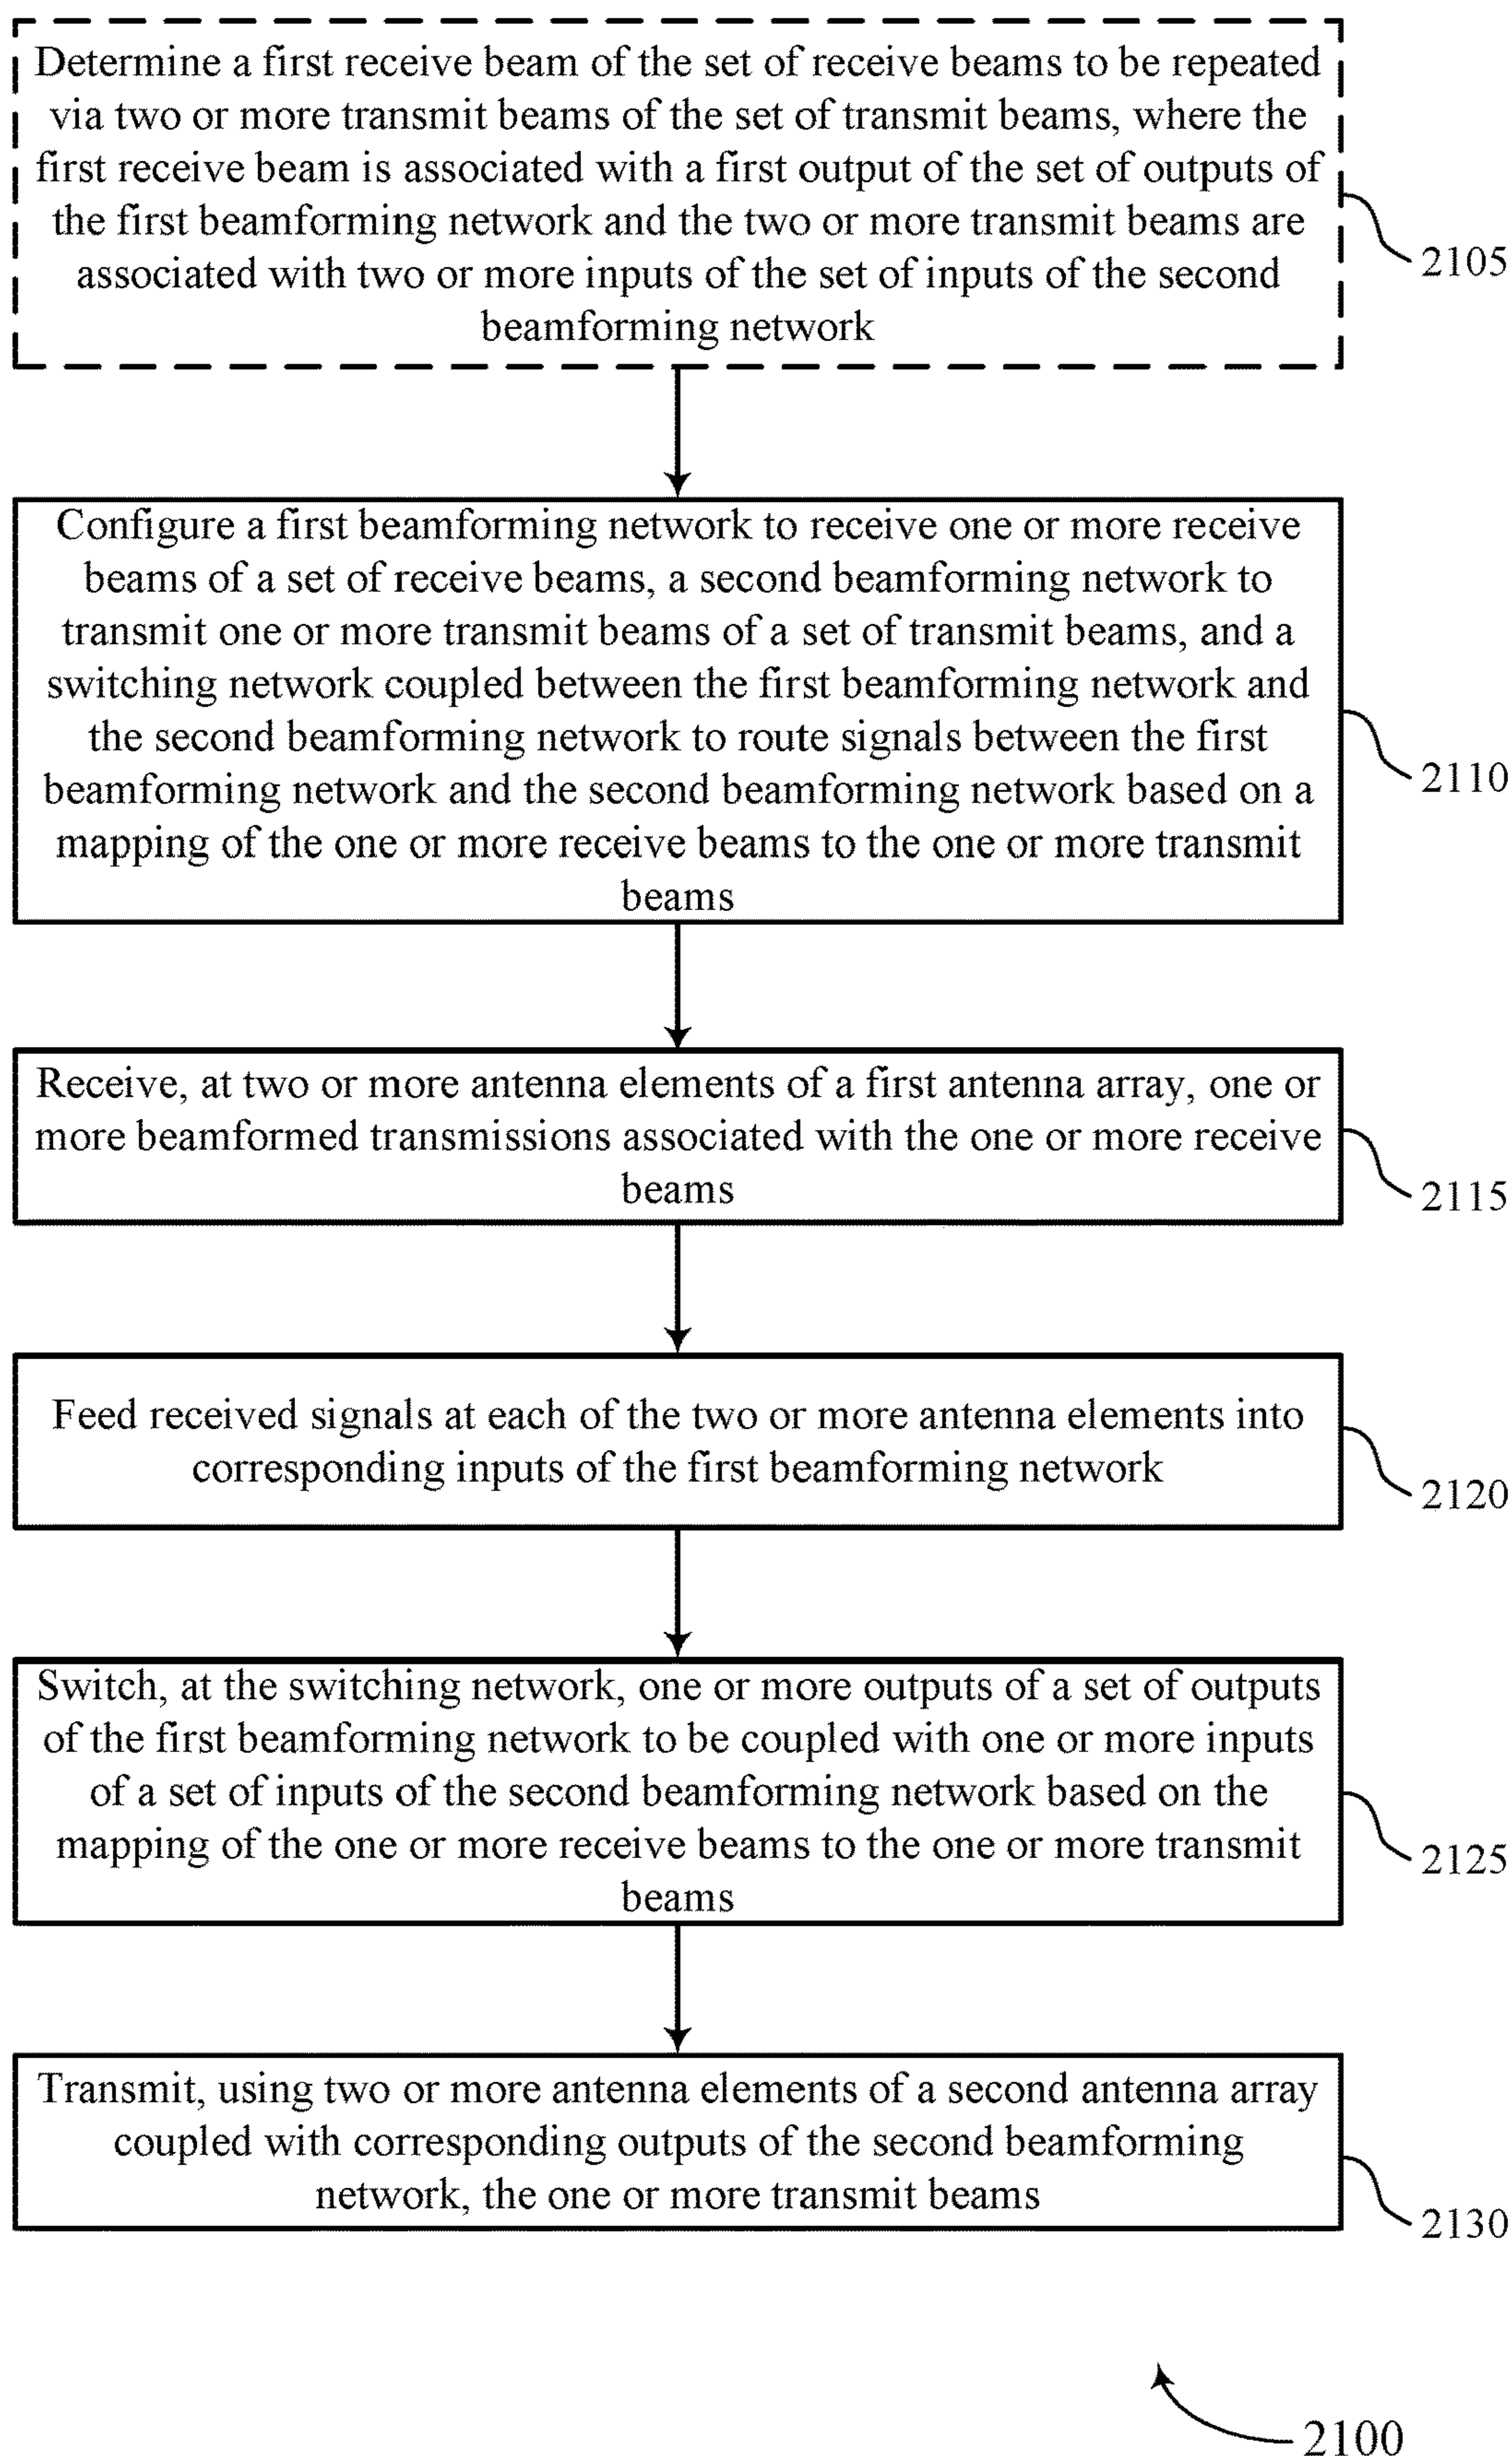 Determine a first receive beam of the set of receive beams to be repeated
via two or more transmit beams of the set of transmit beams, where the
first receive beam is associated with a first output of the set of outputs of
the first beamforming network and the two or more transmit beams are
associated with two or more inputs of the set of inputs of the second
beamforming network
2105
Configure a first beamforming network to receive one or more receive
beams of a set of receive beams, a second beamforming network to
transmit one or more transmit beams of a set of transmit beams, and a
switching network coupled between the first beamforming network and
the second beamforming network to route signals between the first
beamforming network and the second beamforming network based on a
mapping of the one or more receive beams to the one or more transmit
beams
2110
Receive, at two or more antenna elements of a first antenna array, one or
more beamformed transmissions associated with the one or more receive
beams
2115
Feed received signals at each of the two or more antenna elements into
corresponding inputs of the first beamforming network
2120
Switch, at the switching network, one or more outputs of a set of outputs
of the first beamforming network to be coupled with one or more inputs
of a set of inputs of the second beamforming network based on the
mapping of the one or more receive beams to the one or more transmit
beams
2125
Transmit, using two or more antenna elements of a second antenna array
coupled with corresponding outputs of the second beamforming
network, the one or more transmit beams
2130
2100